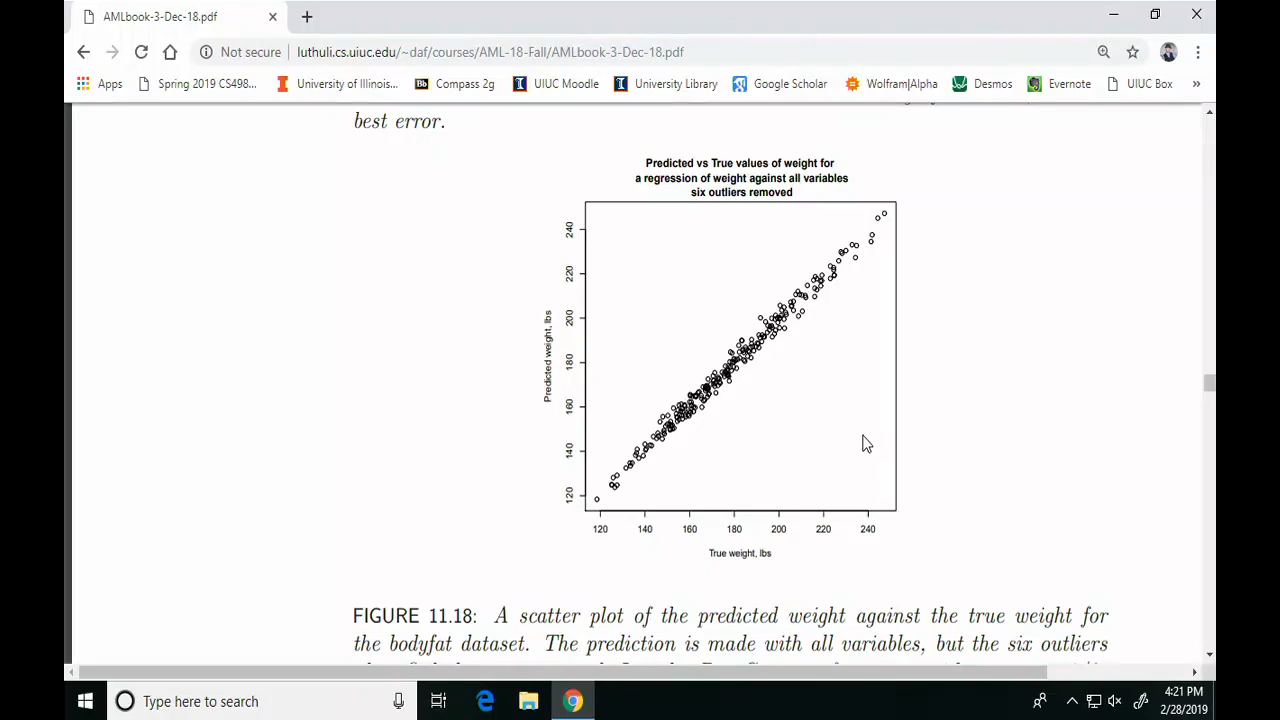 AMLbook-3-Dec-18.pdf
Not secure
luthuli.cs.uiuc.edu/~daf/courses/AML-18-Fall/AMLbook-3-Dec-18.pdf
Apps
Spring 2019 CS498...
University of Illinois...
Bb
Compass 2g
UIUC Moodle
University Library
Google Scholar
Wolfram|Alpha
Desmos
Evernote
UIUC Box
»
best error.
Predicted vs True values of weight for
a regression of weight against all variables
six outliers removed
Predicted weight, lbs
240
220
200
180
160
140
120
120 140 160 180 200 220 240
True weight, lbs
FIGURE 11.18: A scatter plot of the predicted weight against the true weight for
the bodyfat dataset. The prediction is made with all variables, but the six outliers
Type here to search
4:21 PM
2/28/2019